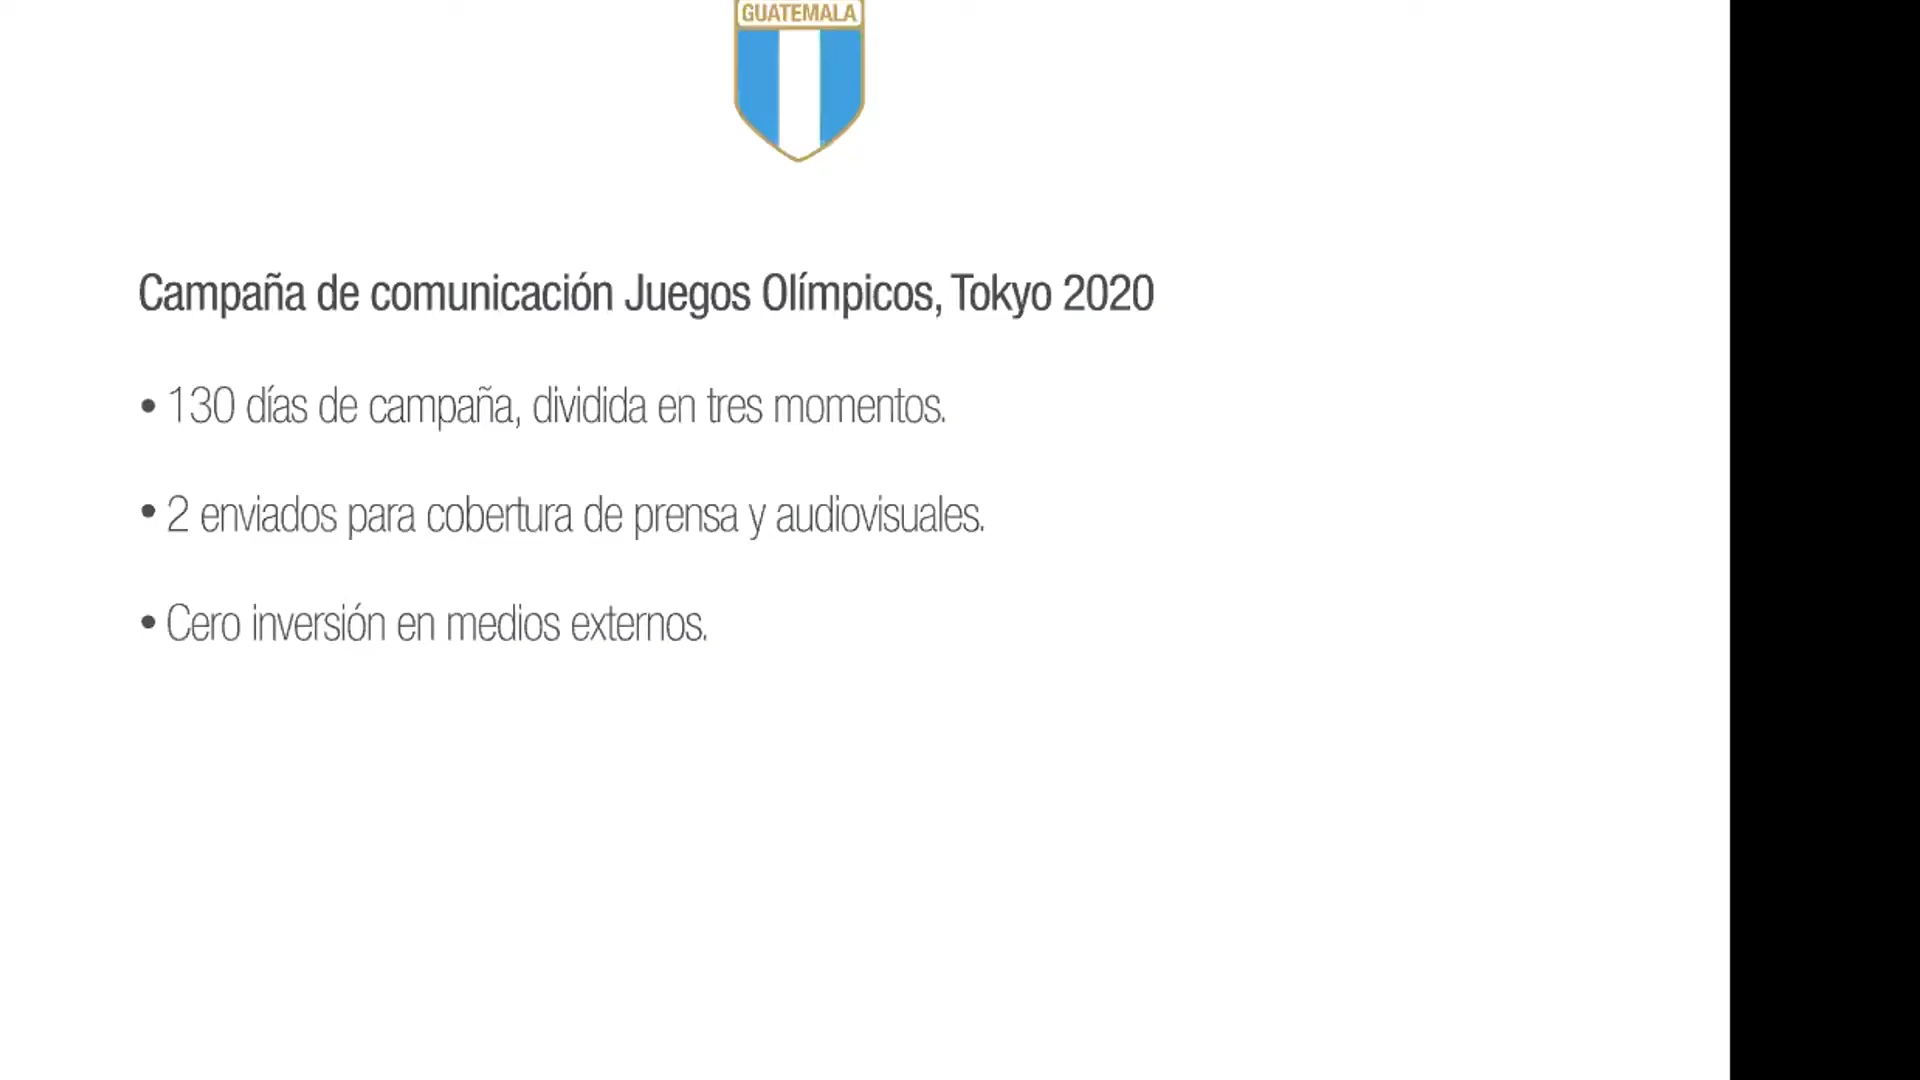 GUATEMALA
Campaña de comunicación Juegos Olímpicos, Tokyo 2020
• 130 días de campaña, dividida en tres momentos.
• 2 enviados para cobertura de prensa y audiovisuales.
• Cero inversión en medios externos.